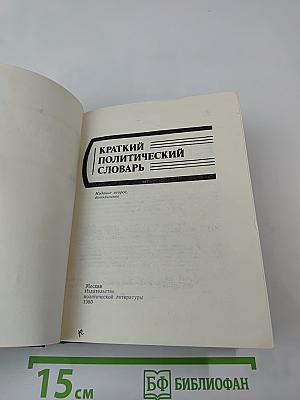 КРАТКИЙ
ПОЛИТИЧЕСКИЙ
СЛОВАРЬ
Издание второе,
дополненное
Москва
Издательство
политической литературы
1980
15 см
БФ БИБЛИОФАН